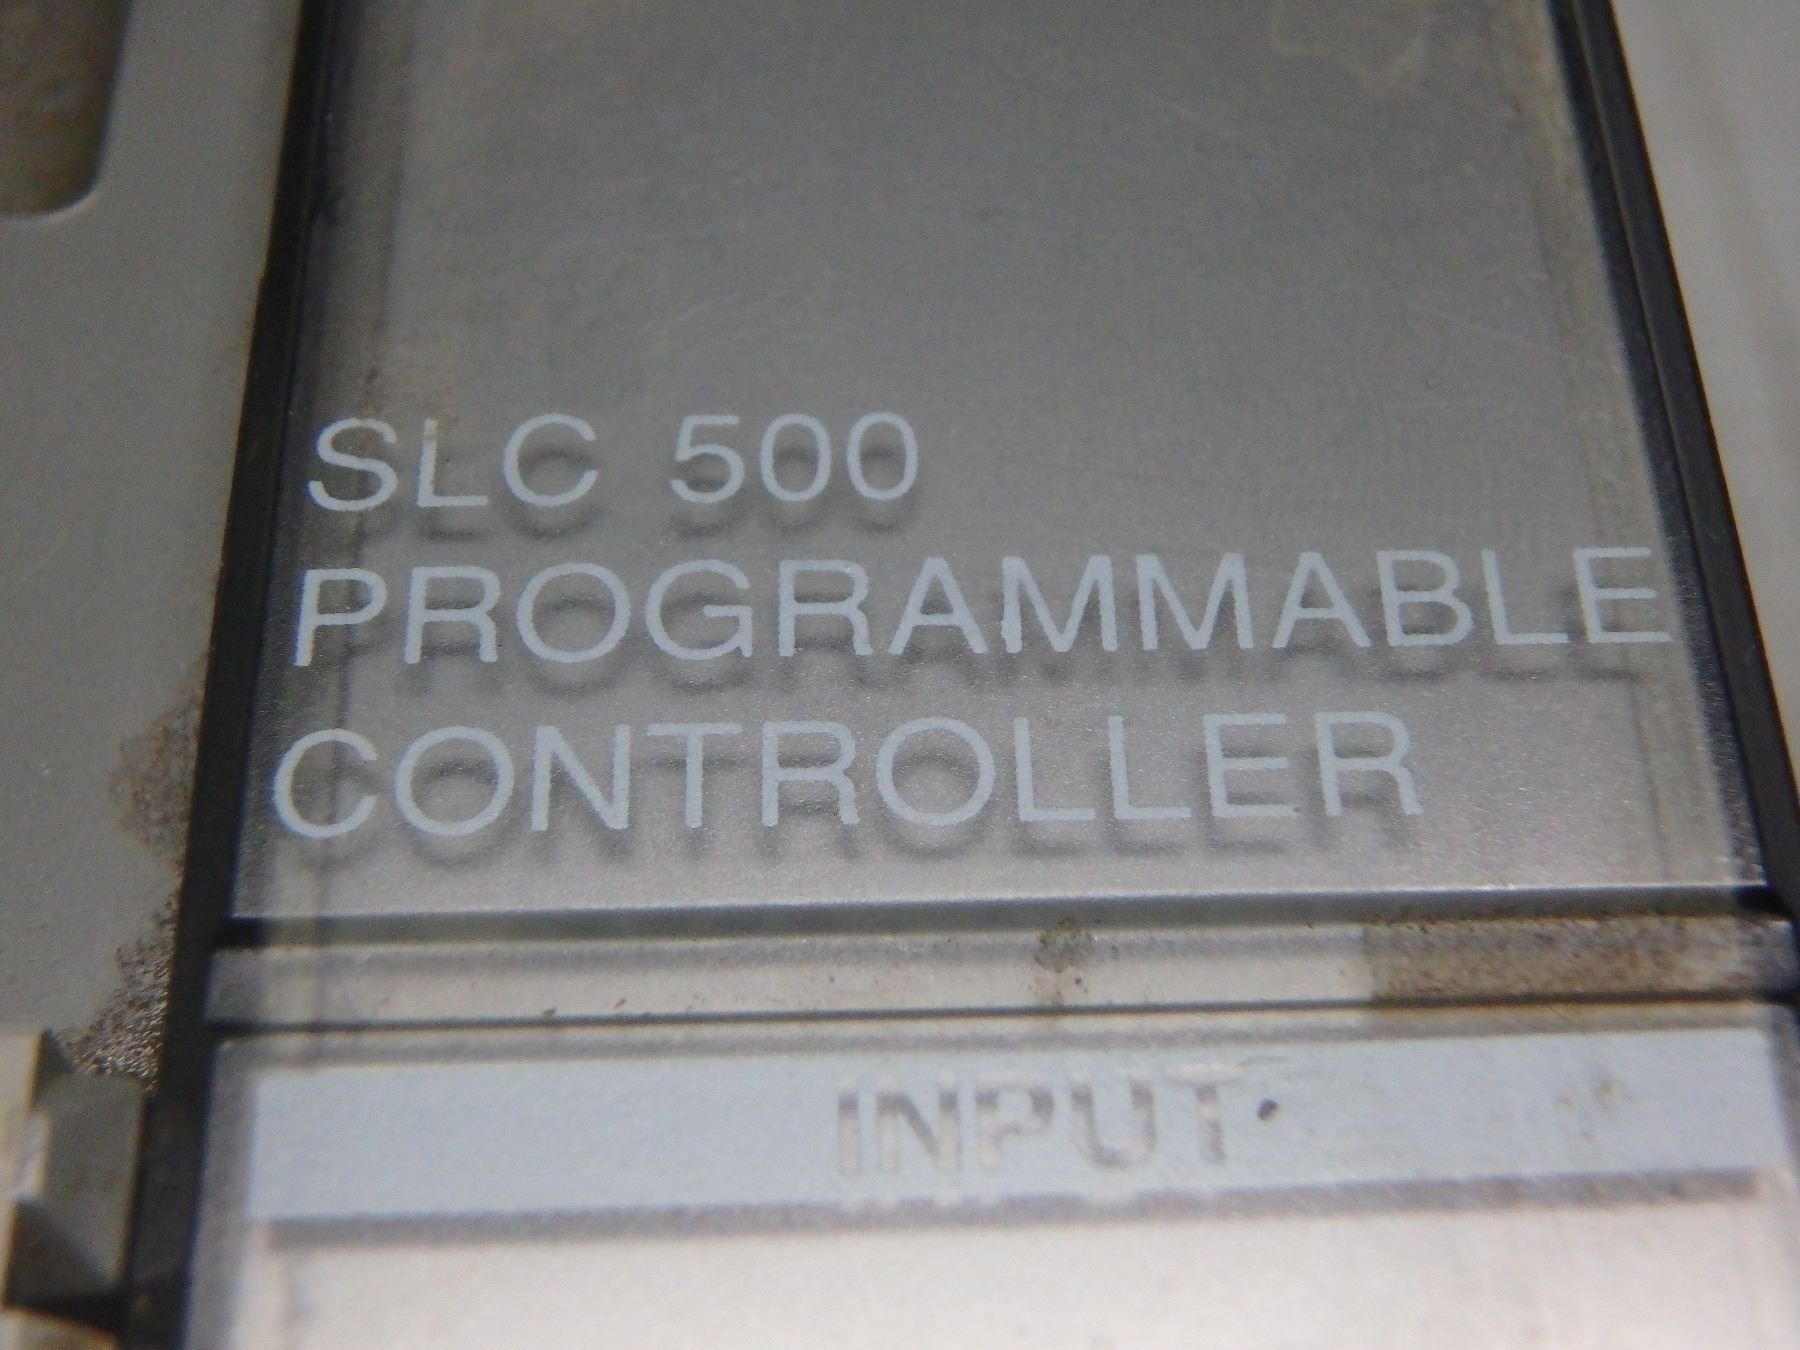 SLC 500
PROGRAMMABLE
CONTROLLER
INPUT